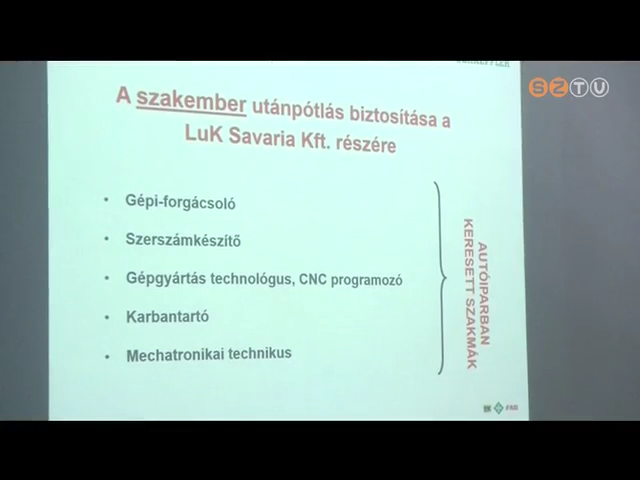 SZTV
A szakember utánpótlás biztosítása a
LuK Savaria Kft. részére
• Gépi-forgácsoló
• Szerszámkészítő
• Gépgyártás technológus, CNC programozó
• Karbantartó
• Mechatronikai technikus
AUTÓIPARBAN
KERESETT SZAKMÁK